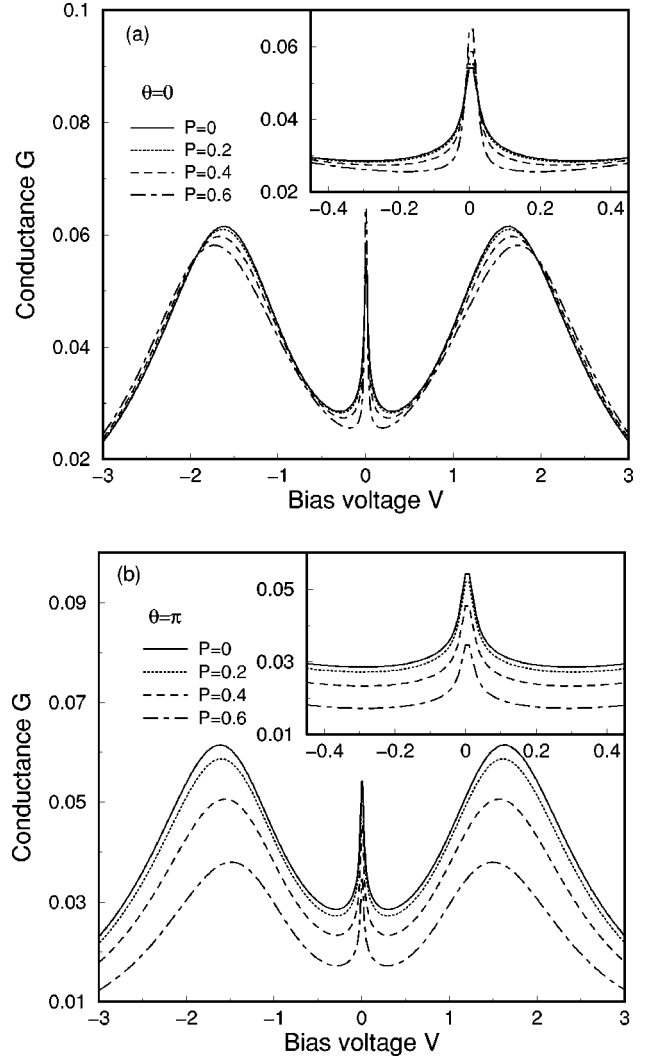 (a)
θ=0
P=0
P=0.2
P=0.4
P=0.6
Conductance G
0.1
0.08
0.06
0.04
0.02
−3 −2 −1 0 1 2 3
Bias voltage V
0.06
0.04
0.02
−0.4 −0.2 0 0.2 0.4
(b)
θ=π
P=0
P=0.2
P=0.4
P=0.6
Conductance G
0.09
0.07
0.05
0.03
0.01
−3 −2 −1 0 1 2 3
Bias voltage V
0.05
0.03
0.01
−0.4 −0.2 0 0.2 0.4